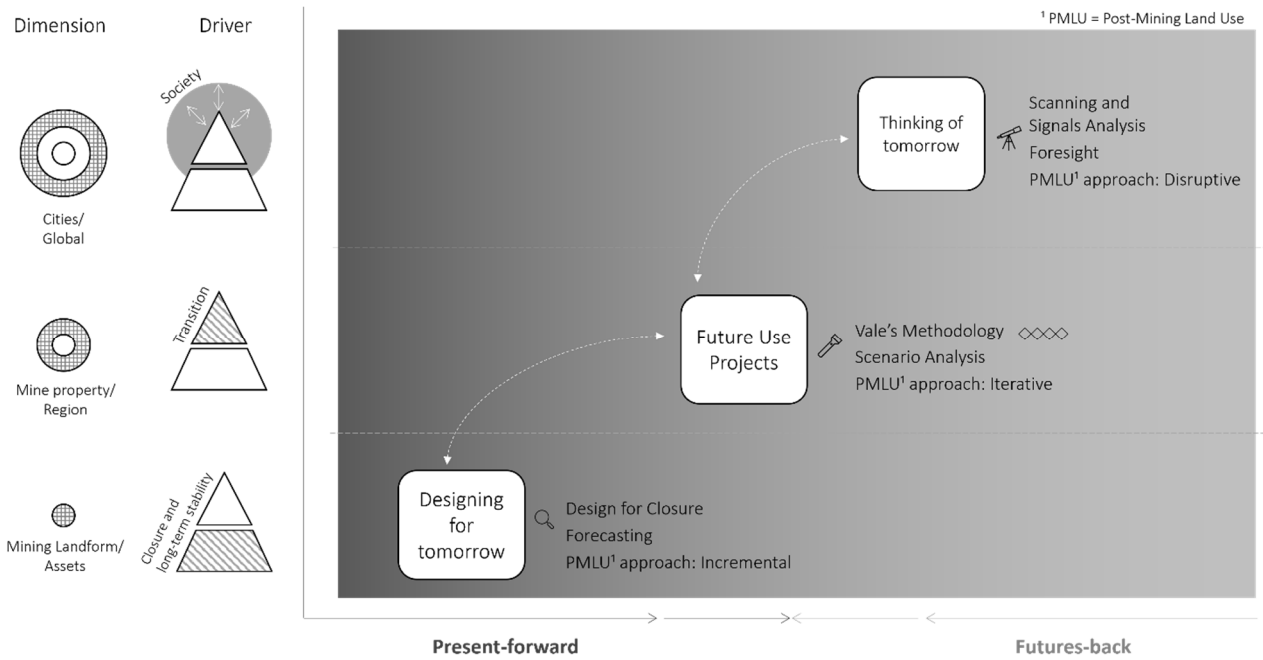 Dimension
Driver
¹ PMLU = Post-Mining Land Use
Society
Cities/
Global
Thinking of
tomorrow
Scanning and
Signals Analysis
Foresight
PMLU¹ approach: Disruptive
Transition
Mine property/
Region
Future Use
Projects
Vale's Methodology
Scenario Analysis
PMLU¹ approach: Iterative
Closure and
long-term stability
Mining Landform/
Assets
Designing
for
tomorrow
Design for Closure
Forecasting
PMLU¹ approach: Incremental
Present-forward
Futures-back